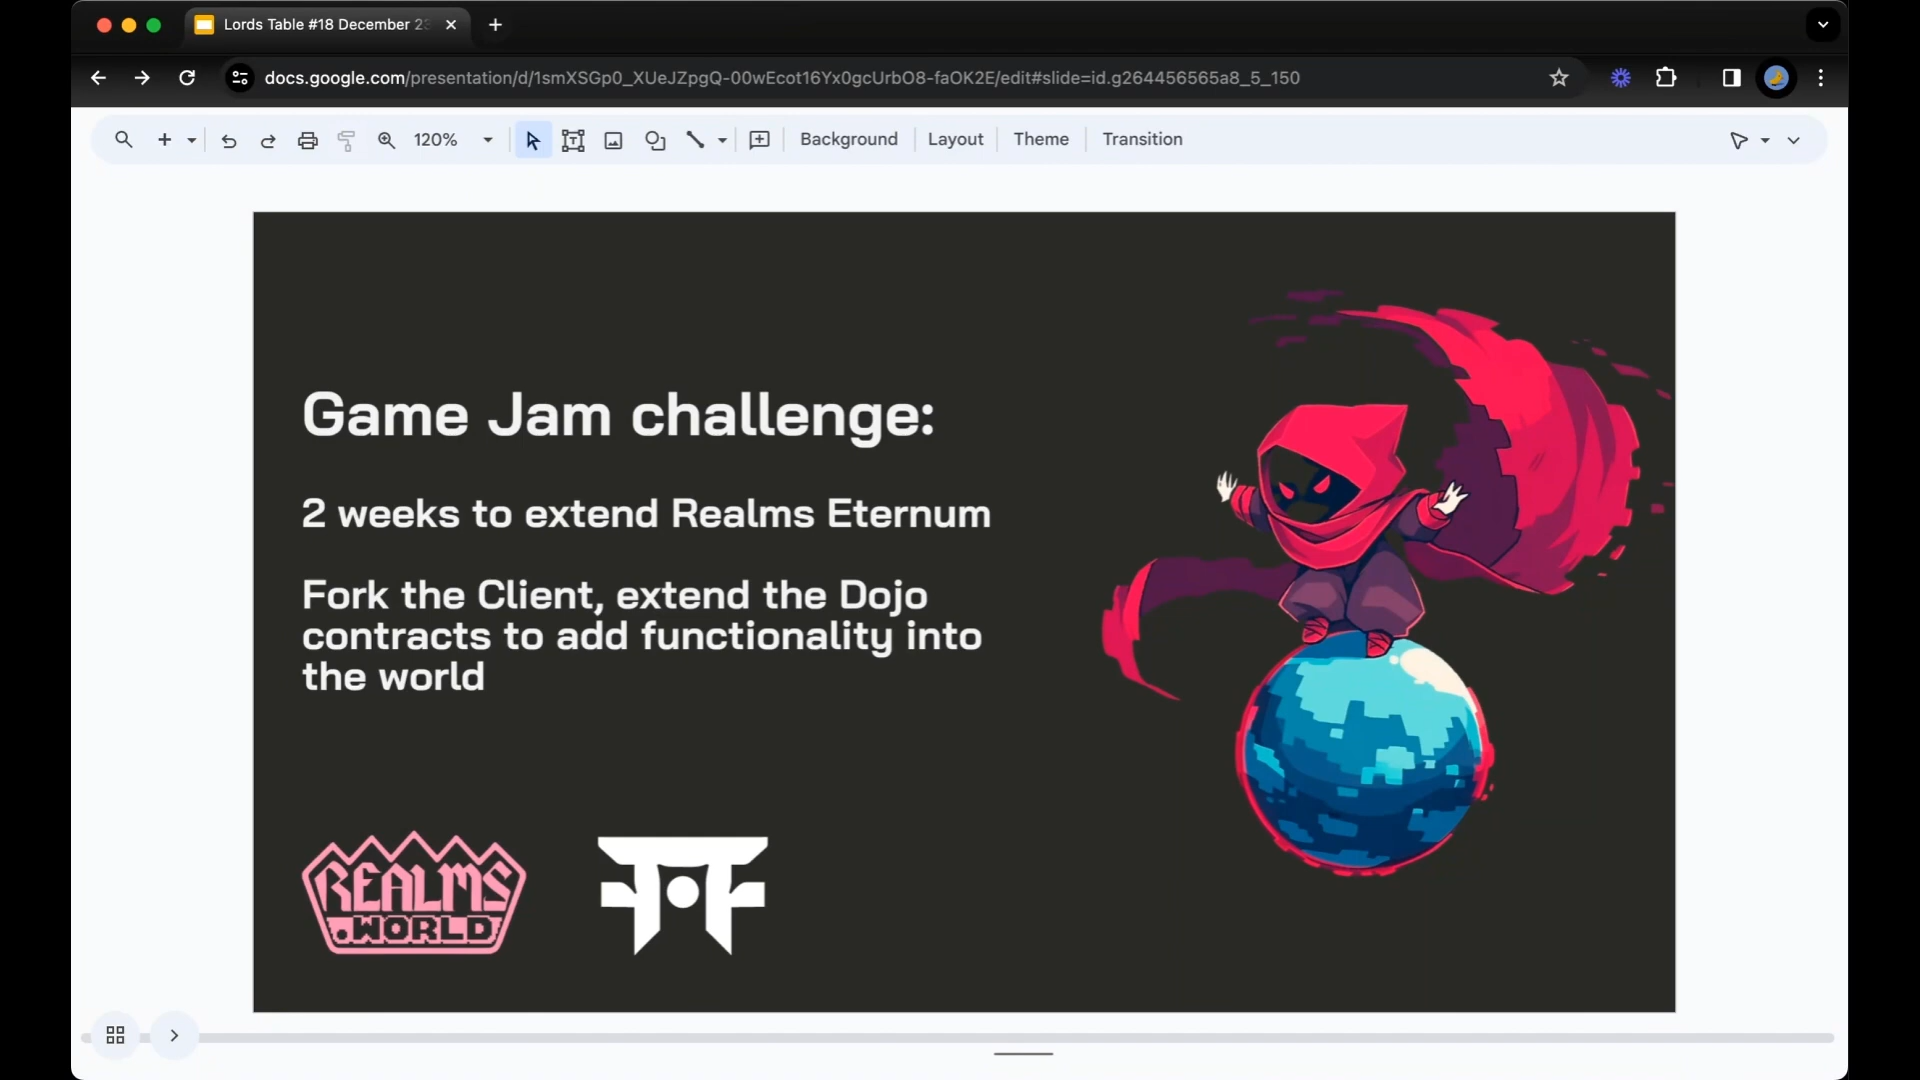 Lords Table #18 December 23
docs.google.com/presentation/d/1smXSGp0_XUeJZpgQ-00wEcot16Yx0gcUrbO8-faOK2E/edit#slide=id.g264456565a8_5_150
120% Background Layout Theme Transition
Game Jam challenge:
2 weeks to extend Realms Eternum
Fork the Client, extend the Dojo
contracts to add functionality into
the world
REALMS
.WORLD